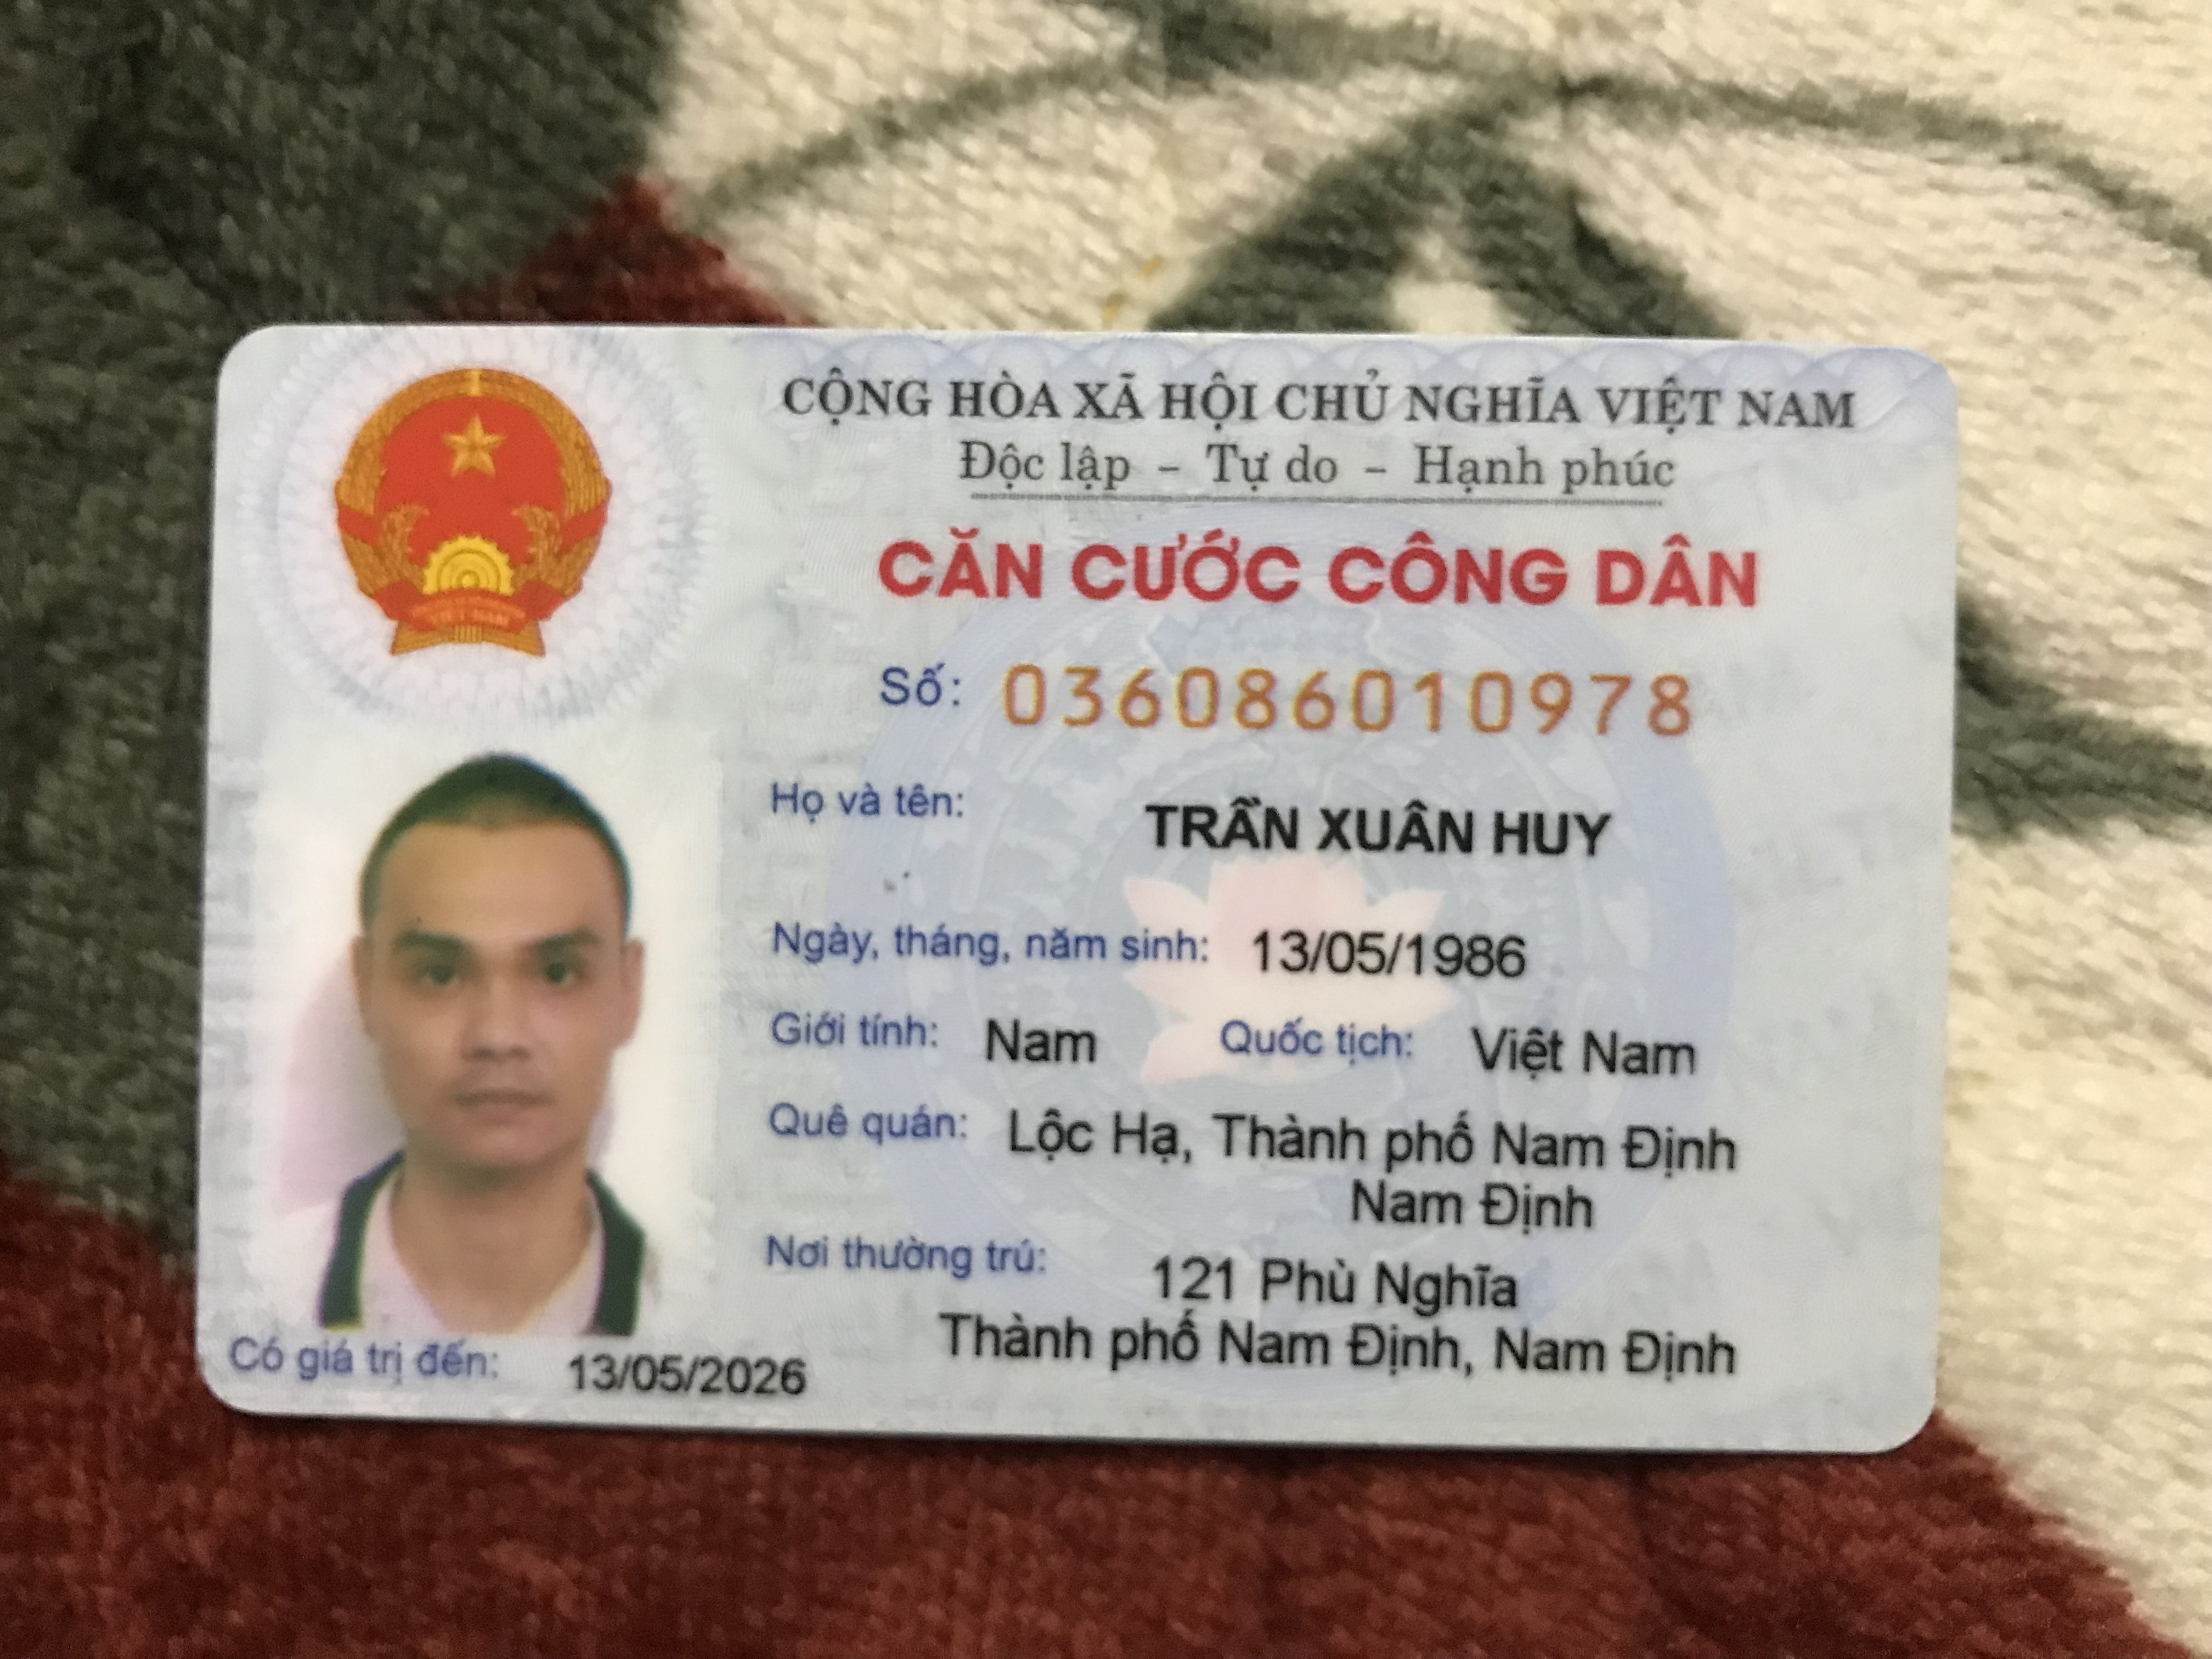 CỘNG HÒA XÃ HỘI CHỦ NGHĨA VIỆT NAM
Độc lập - Tự do - Hạnh phúc
CĂN CƯỚC CÔNG DÂN
Số: 036086010978
Họ và tên: TRẦN XUÂN HUY
Ngày, tháng, năm sinh: 13/05/1986
Giới tính: Nam Quốc tịch: Việt Nam
Quê quán: Lộc Hạ, Thành phố Nam Định
Nam Định
Nơi thường trú: 121 Phù Nghĩa
Thành phố Nam Định, Nam Định
Có giá trị đến: 13/05/2026